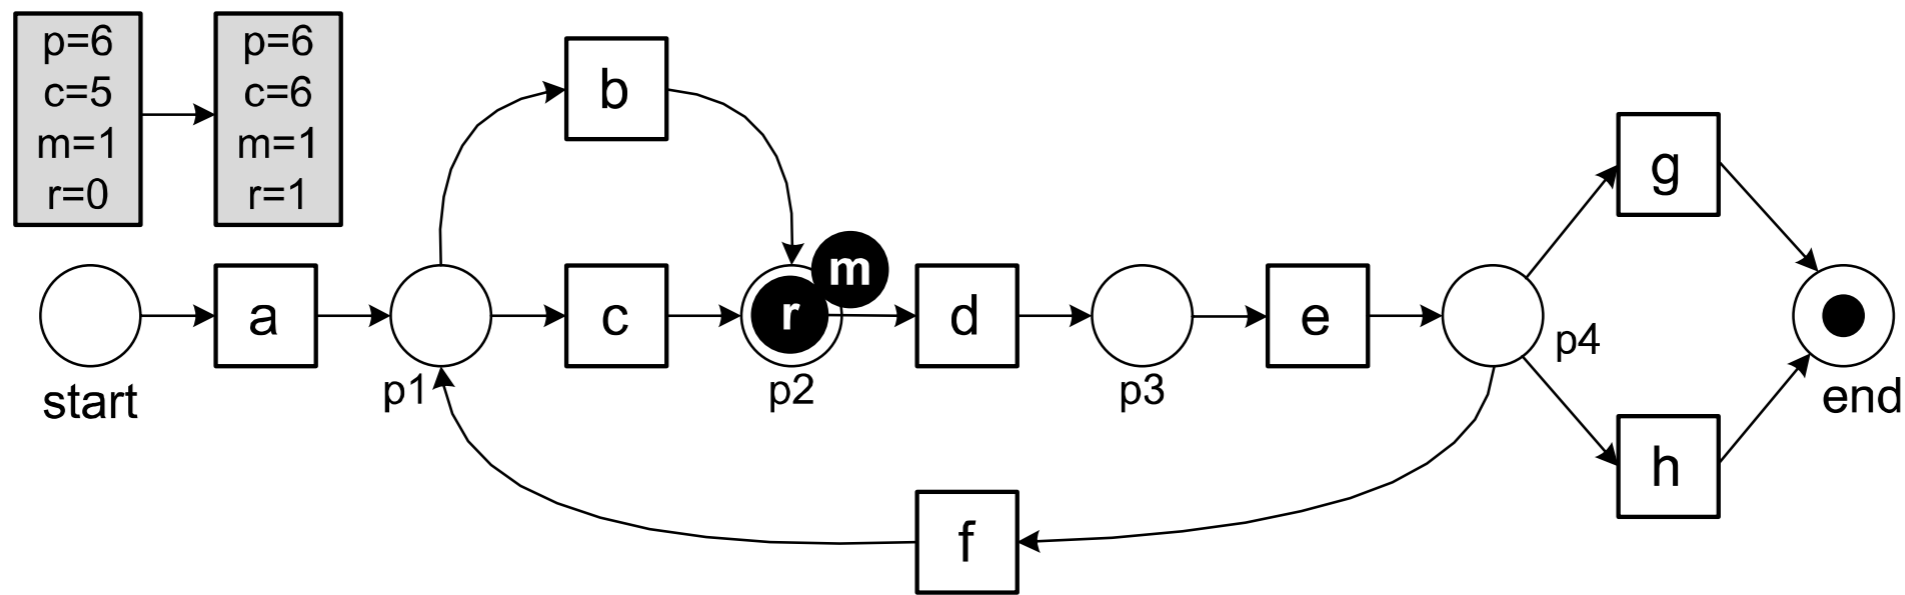 p=6
c=5
m=1
r=0
p=6
c=6
m=1
r=1
b
g
m
a
c
r
d
e
start
p1
p2
p3
p4
end
h
f